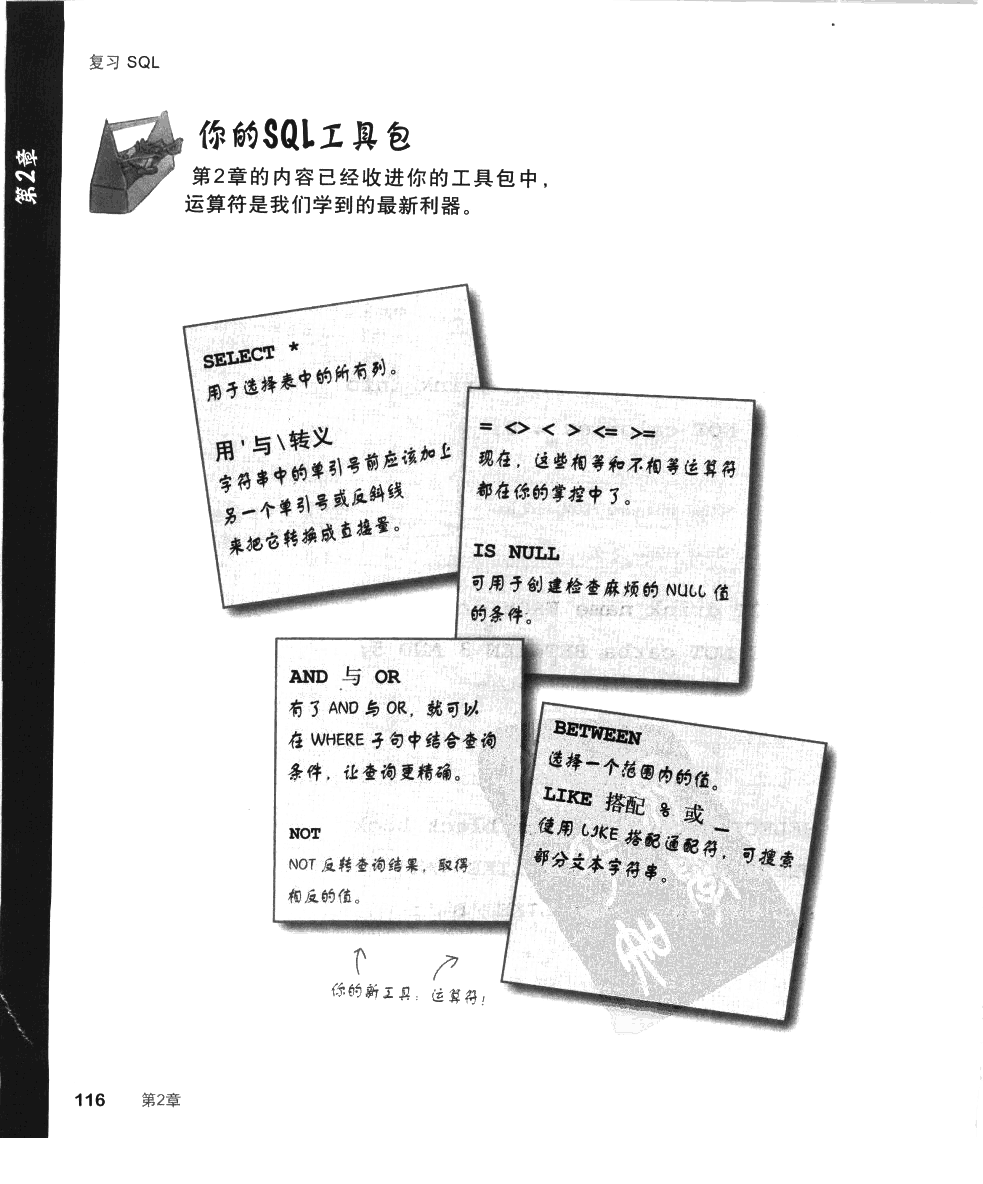 复习 SQL
第2章
你的SQL工具包
第2章的内容已经收进你的工具包中，
运算符是我们学到的最新利器。
SELECT *
用于选择表中的所有列。
用 ' 与 \ 转义
字符串中的单引号前应该加上
另一个单引号或反斜线
来把它转换成直接量。
= <> < > <= >=
现在，这些相等和不相等运算符
都在你的掌控中了。
IS NULL
可用于创建检查麻烦的 NULL 值
的条件。
AND 与 OR
有了 AND 与 OR，就可以
在 WHERE 子句中结合查询
条件，让查询更精确。
NOT
NOT 反转查询结果，取得
相反的值。
BETWEEN
选择一个范围内的值。
LIKE 搭配 % 或 _
使用 LIKE 搭配通配符，可搜索
部分文本字符串。
你的新工具：运算符！
116 第2章